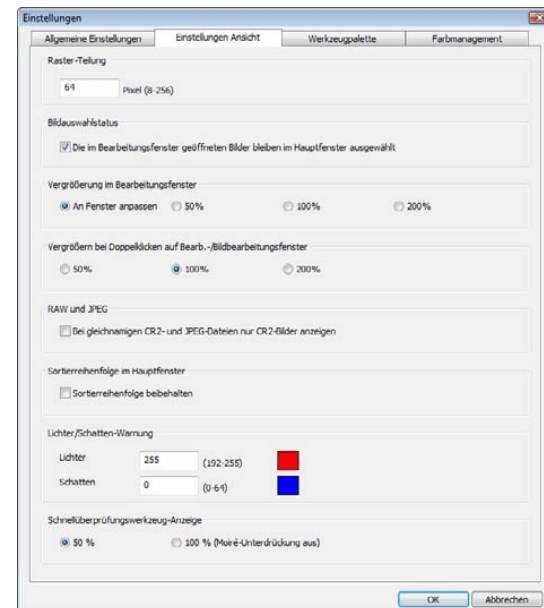 Einstellungen
Allgemeine Einstellungen Einstellungen Ansicht Werkzeugpalette Farbmanagement
Raster-Teilung
64 Pixel (8-256)
Bildauswahlstatus
Die im Bearbeitungsfenster geöffneten Bilder bleiben im Hauptfenster ausgewählt
Vergrößerung im Bearbeitungsfenster
An Fenster anpassen 50% 100% 200%
Vergrößern bei Doppelklicken auf Bearb.-/Bildbearbeitungsfenster
50% 100% 200%
RAW und JPEG
Bei gleichnamigen CR2- und JPEG-Dateien nur CR2-Bilder anzeigen
Sortierreihenfolge im Hauptfenster
Sortierreihenfolge beibehalten
Lichter/Schatten-Warnung
Lichter 255 (192-255)
Schatten 0 (0-64)
Schnellüberprüfungswerkzeug-Anzeige
50 % 100 % (Moiré-Unterdrückung aus)
OK Abbrechen